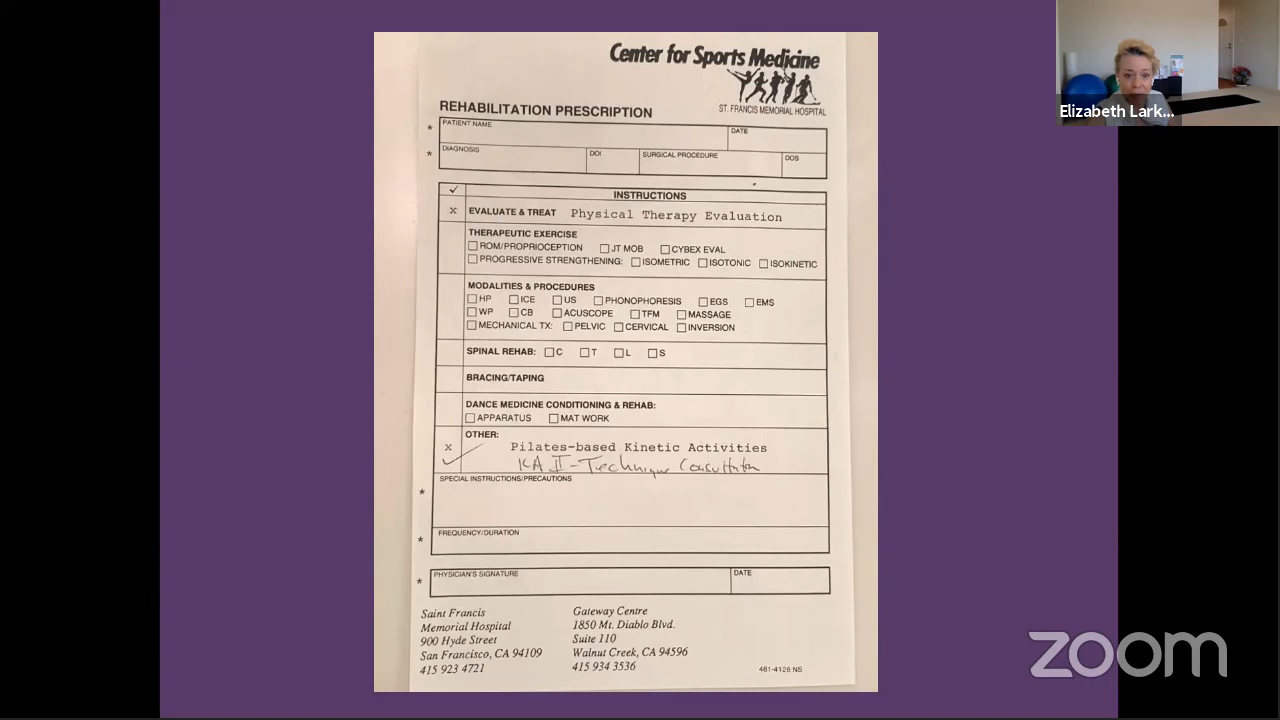 Center for Sports Medicine
ST. FRANCIS MEMORIAL HOSPITAL
REHABILITATION PRESCRIPTION
* PATIENT NAME DATE
* DIAGNOSIS DOI SURGICAL PROCEDURE DOS
✓ INSTRUCTIONS
x EVALUATE & TREAT Physical Therapy Evaluation
THERAPEUTIC EXERCISE
ROM/PROPRIOCEPTION JT MOB CYBEX EVAL
PROGRESSIVE STRENGTHENING: ISOMETRIC ISOTONIC ISOKINETIC
MODALITIES & PROCEDURES
HP ICE US PHONOPHORESIS EGS EMS
WP CB ACUSCOPE TFM MASSAGE
MECHANICAL TX: PELVIC CERVICAL INVERSION
SPINAL REHAB: C T L S
BRACING/TAPING
DANCE MEDICINE CONDITIONING & REHAB:
APPARATUS MAT WORK
OTHER:
x Pilates-based Kinetic Activities
✓ KA II - Technique Consultation
SPECIAL INSTRUCTIONS/PRECAUTIONS
*
FREQUENCY/DURATION
*
* PHYSICIAN'S SIGNATURE DATE
Saint Francis
Memorial Hospital
900 Hyde Street
San Francisco, CA 94109
415 923 4721
Gateway Centre
1850 Mt. Diablo Blvd.
Suite 110
Walnut Creek, CA 94596
415 934 3536
461-4126 NS
Elizabeth Lark...
zoom